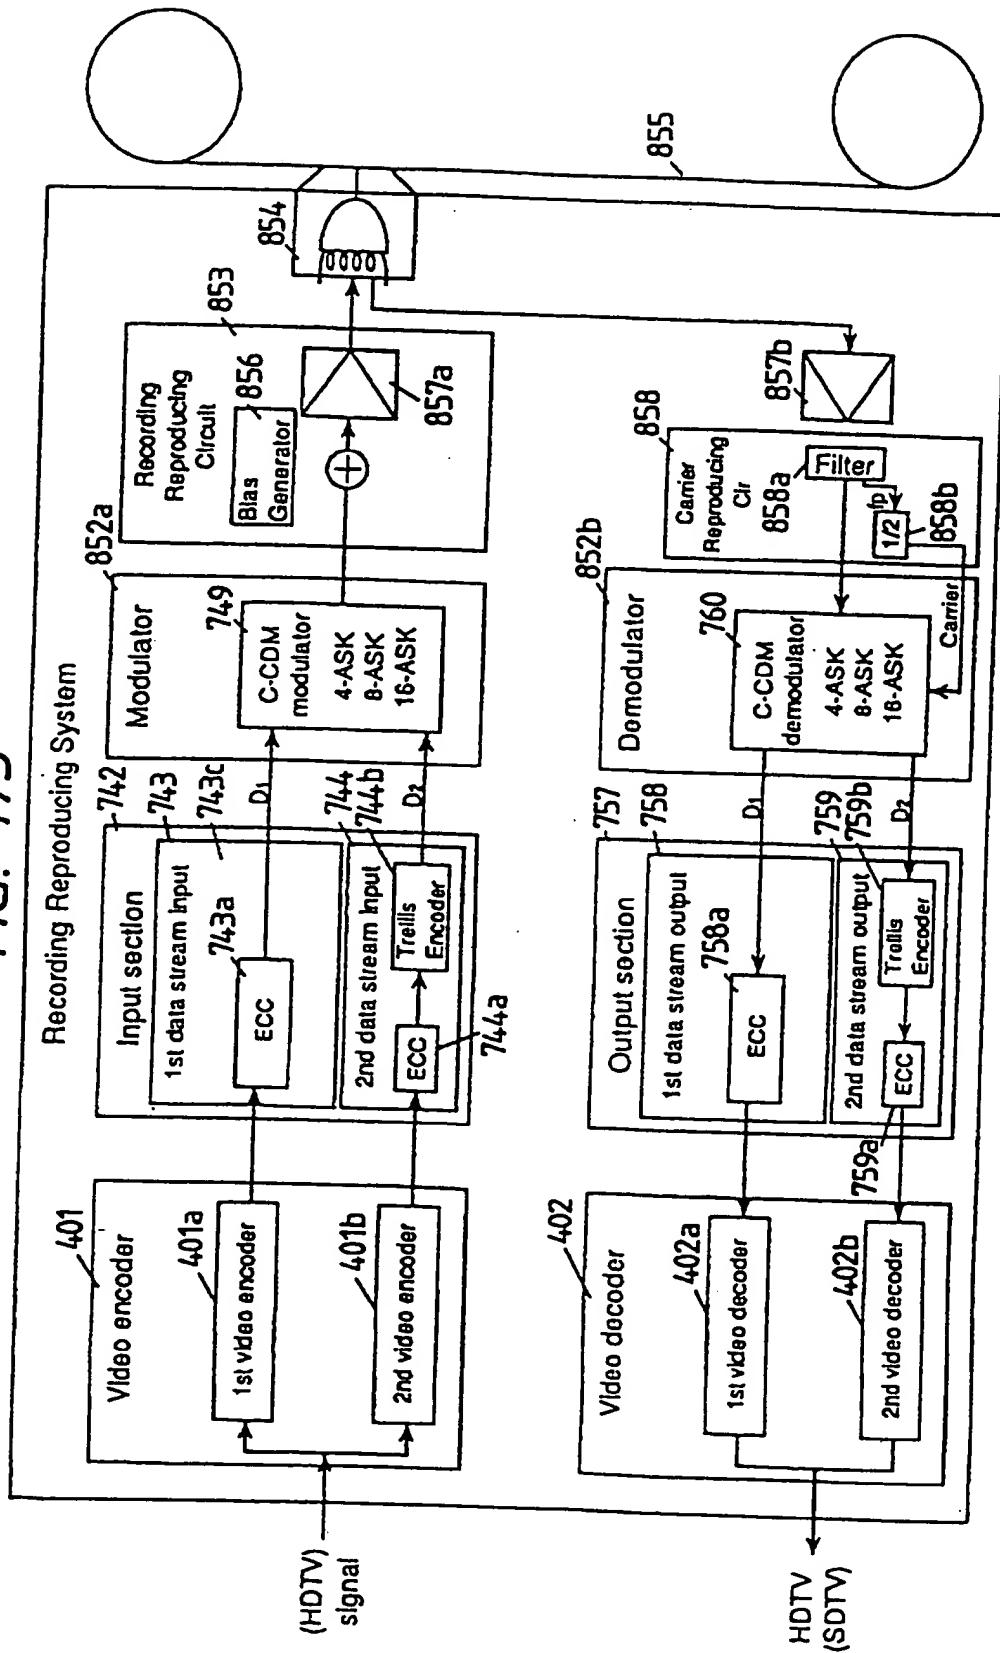 Recording Reproducing System
(HDTV)
signal
401
Video encoder
401a
1st video encoder
401b
2nd video encoder
742
Input section
743
1st data stream Input
743c
743a
ECC
744
2nd data stream Input
744b
ECC
744a
Trellis
Encoder
D1
D2
852a
Modulator
749
C-CDM
modulator
4-ASK
8-ASK
16-ASK
853
Recording
Reproducing
Circuit
856
Bias
Generator
857a
854
855
HDTV
(SDTV)
402
Video decoder
402a
1st video decoder
402b
2nd video decoder
757
Output section
758
1st data stream output
758a
ECC
759
2nd data stream output
759b
759a
ECC
Trellis
Encoder
D1
D2
852b
Demodulator
760
C-CDM
demodulator
4-ASK
8-ASK
16-ASK
Carrier
858
Carrier
Reproducing
Cir
858a
Filter
fp
1/2
858b
857b